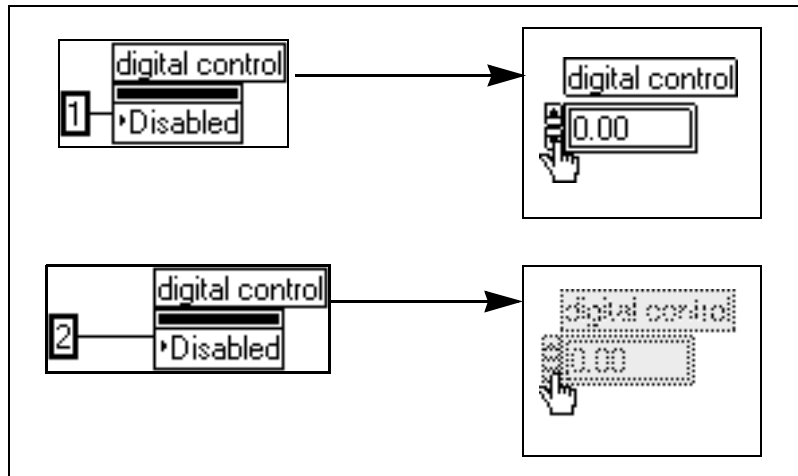 digital control
1
Disabled
digital control
0.00
digital control
2
Disabled
digital control
0.00